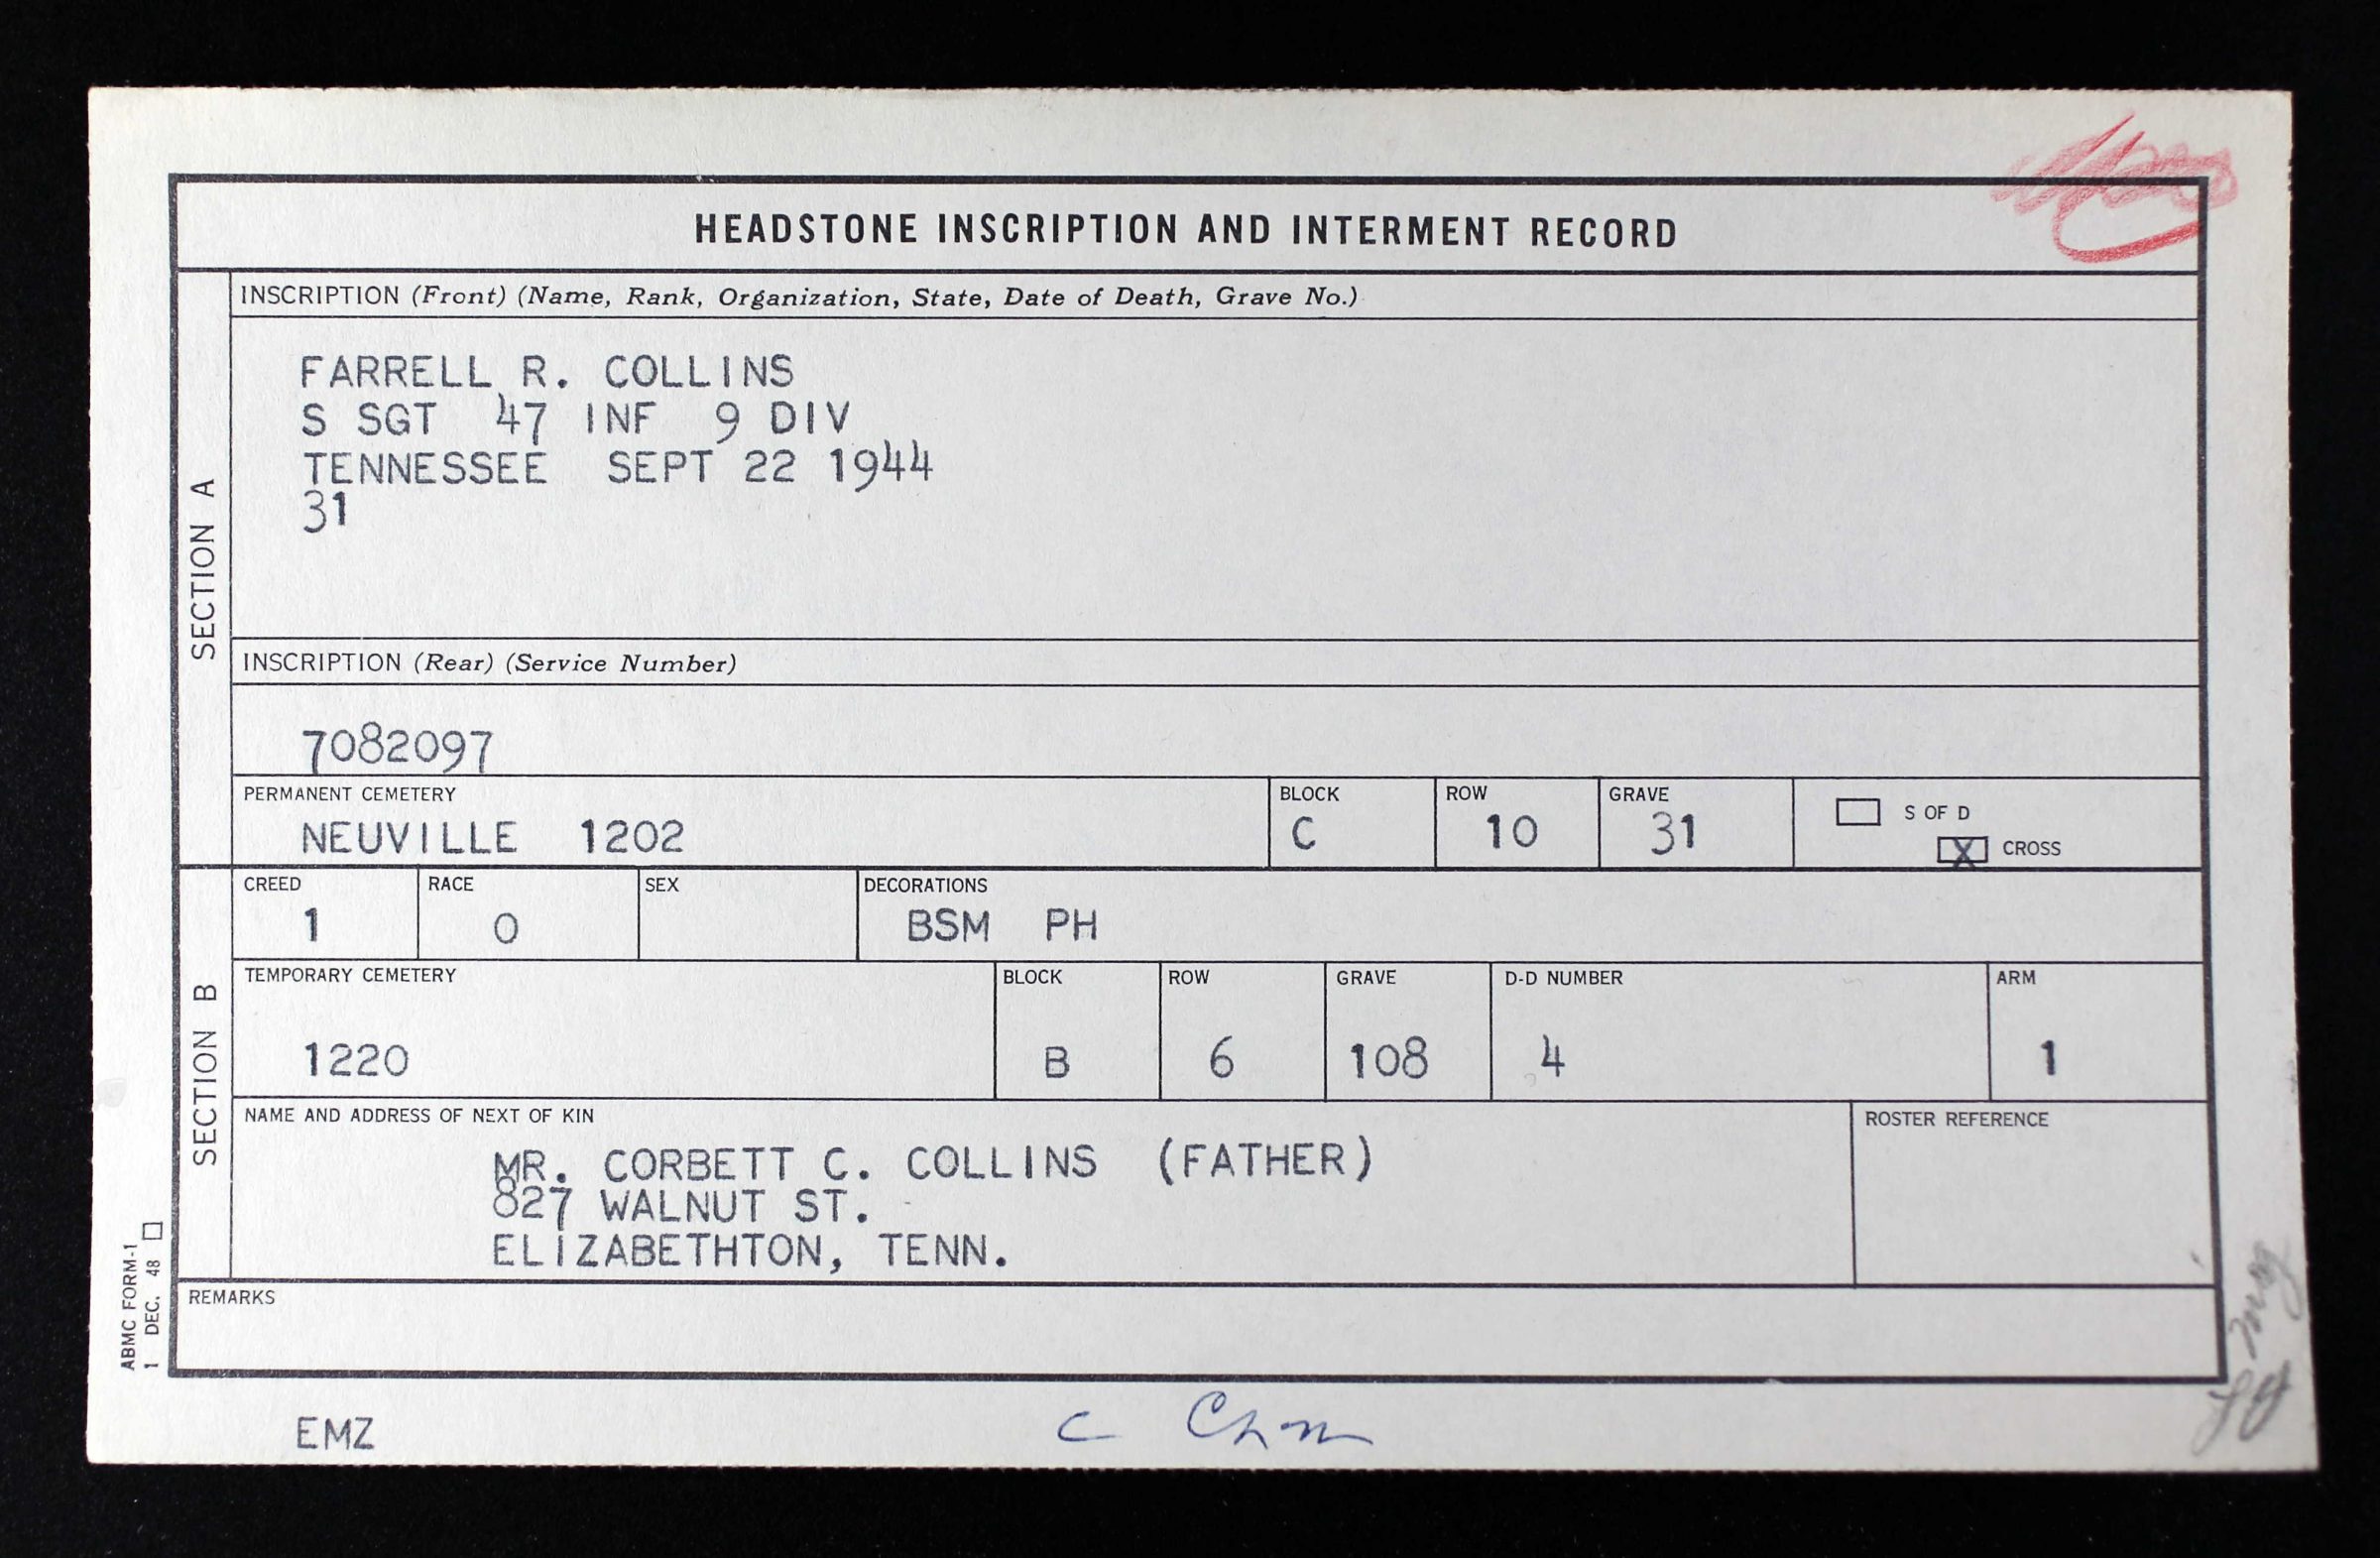 HEADSTONE INSCRIPTION AND INTERMENT RECORD
SECTION A
INSCRIPTION (Front) (Name, Rank, Organization, State, Date of Death, Grave No.)
FARRELL R. COLLINS
S SGT 47 INF 9 DIV
TENNESSEE SEPT 22 1944
31
INSCRIPTION (Rear) (Service Number)
7082097
PERMANENT CEMETERY BLOCK ROW GRAVE
NEUVILLE 1202 C 10 31
S OF D
X CROSS
SECTION B
CREED RACE SEX DECORATIONS
1 0 BSM PH
TEMPORARY CEMETERY BLOCK ROW GRAVE D-D NUMBER ARM
1220 B 6 108 4 1
NAME AND ADDRESS OF NEXT OF KIN ROSTER REFERENCE
MR. CORBETT C. COLLINS (FATHER)
827 WALNUT ST.
ELIZABETHTON, TENN.
REMARKS
ABMC FORM-1
1 DEC. 48
EMZ